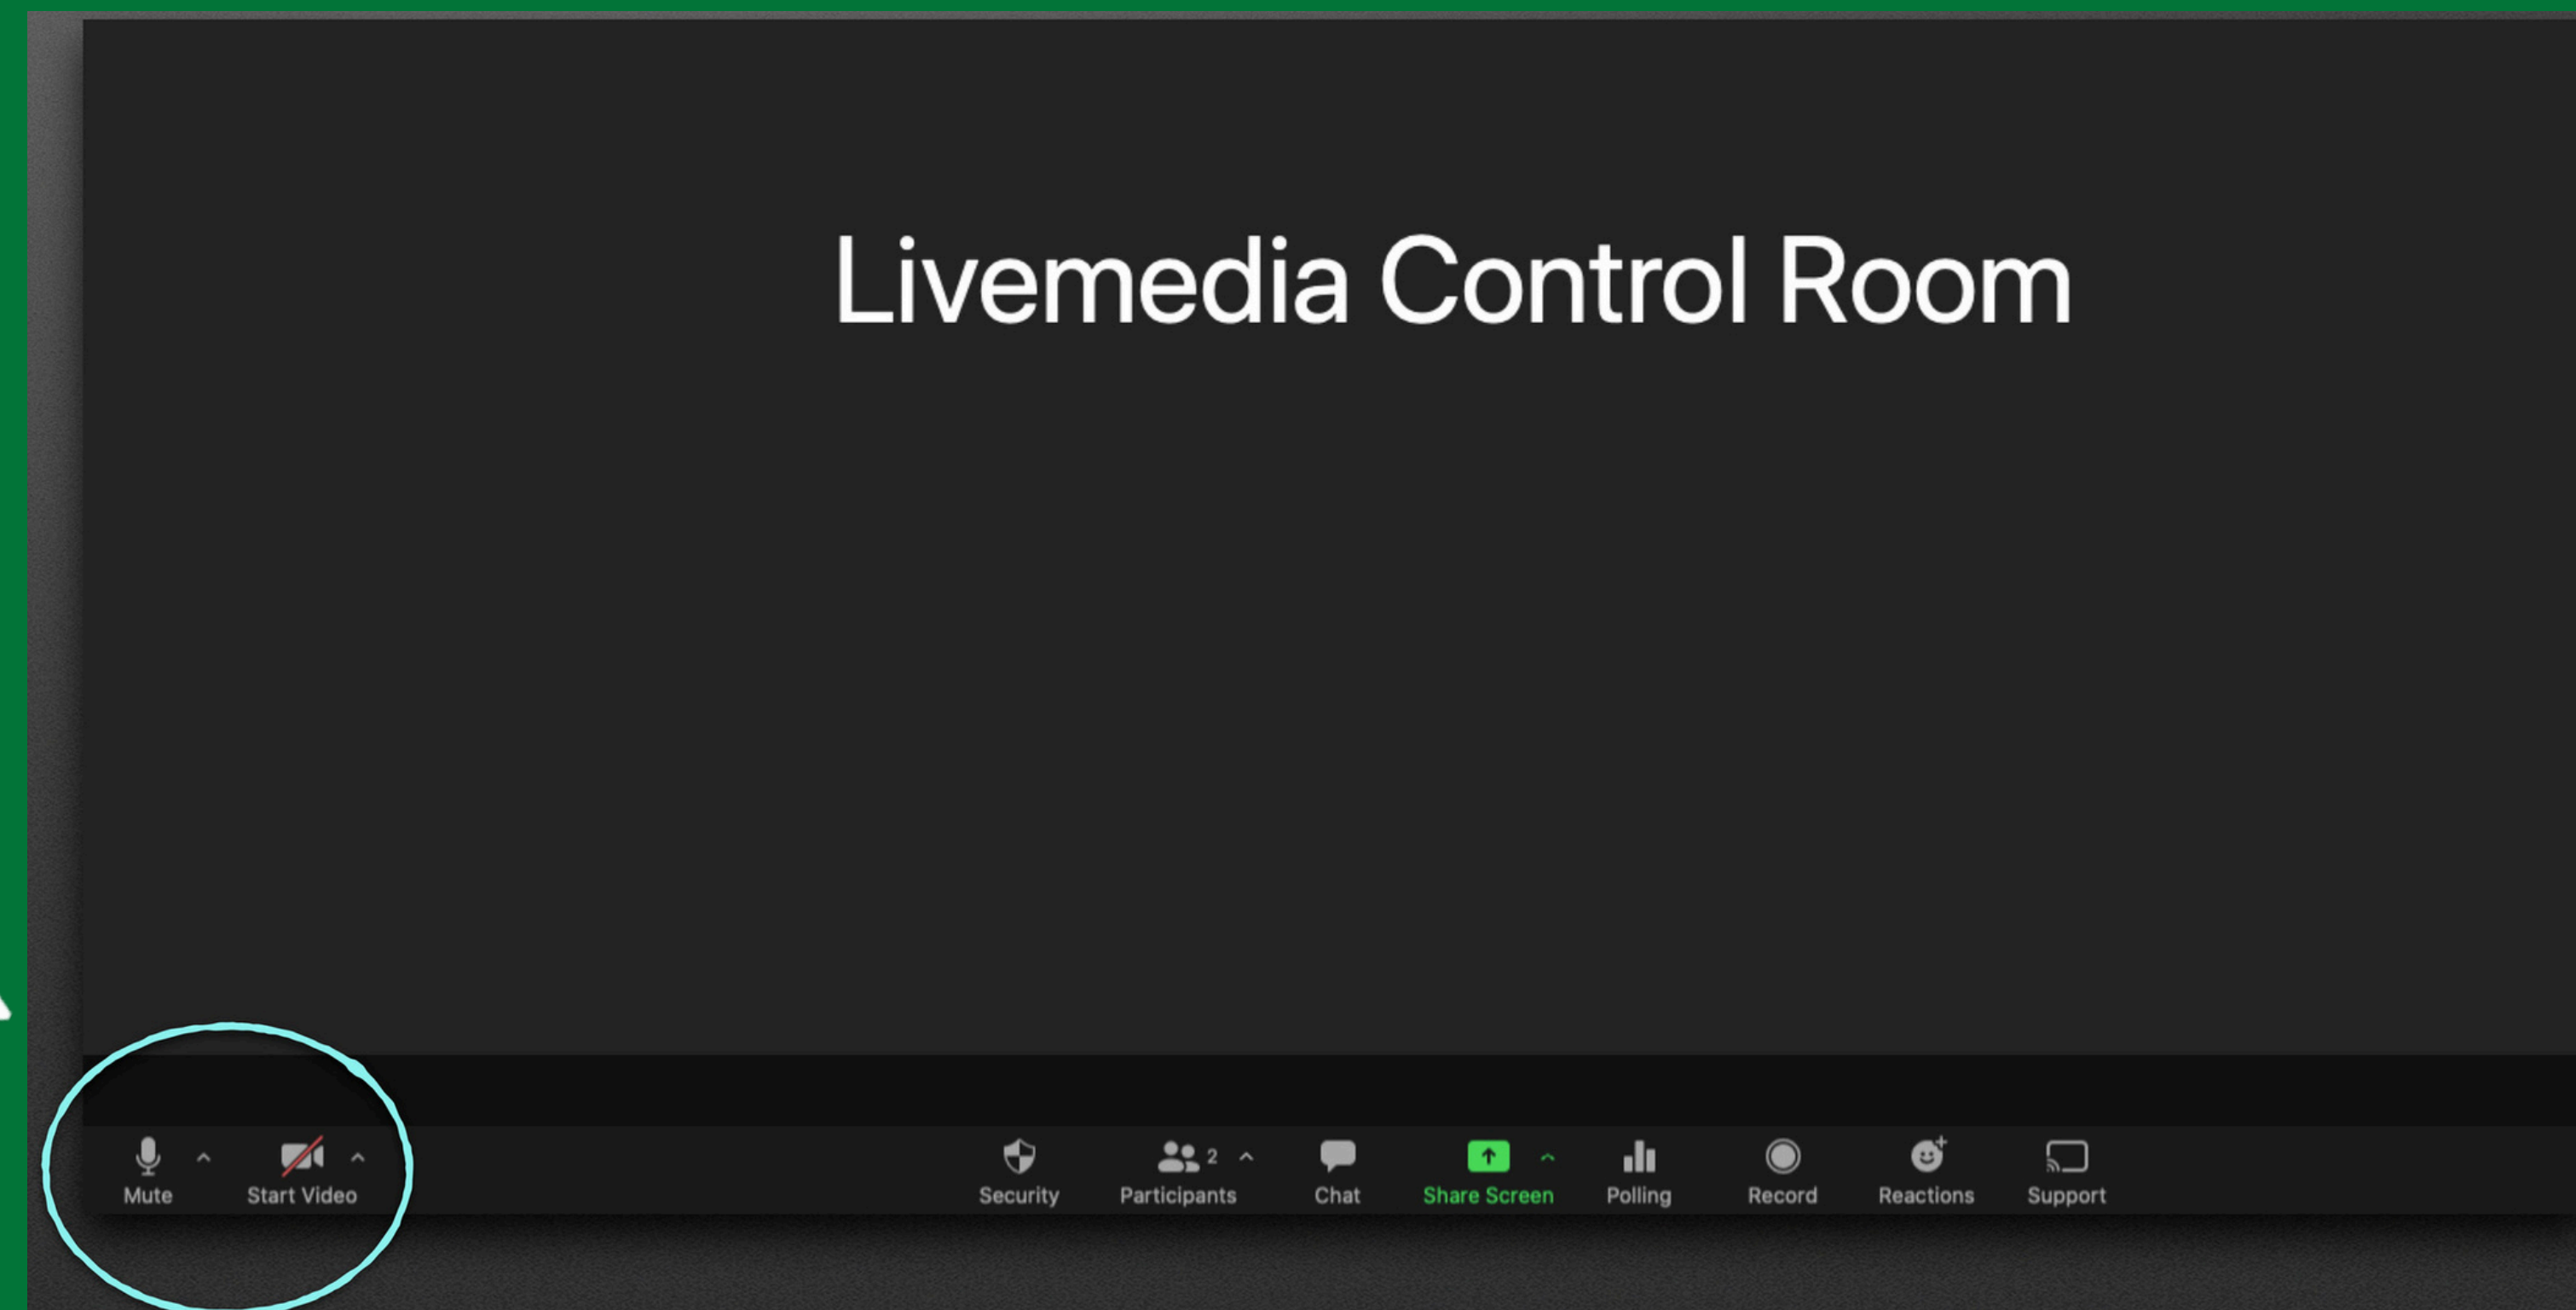 Livemedia Control Room
2
Mute Start Video Security Participants Chat Share Screen Polling Record Reactions Support